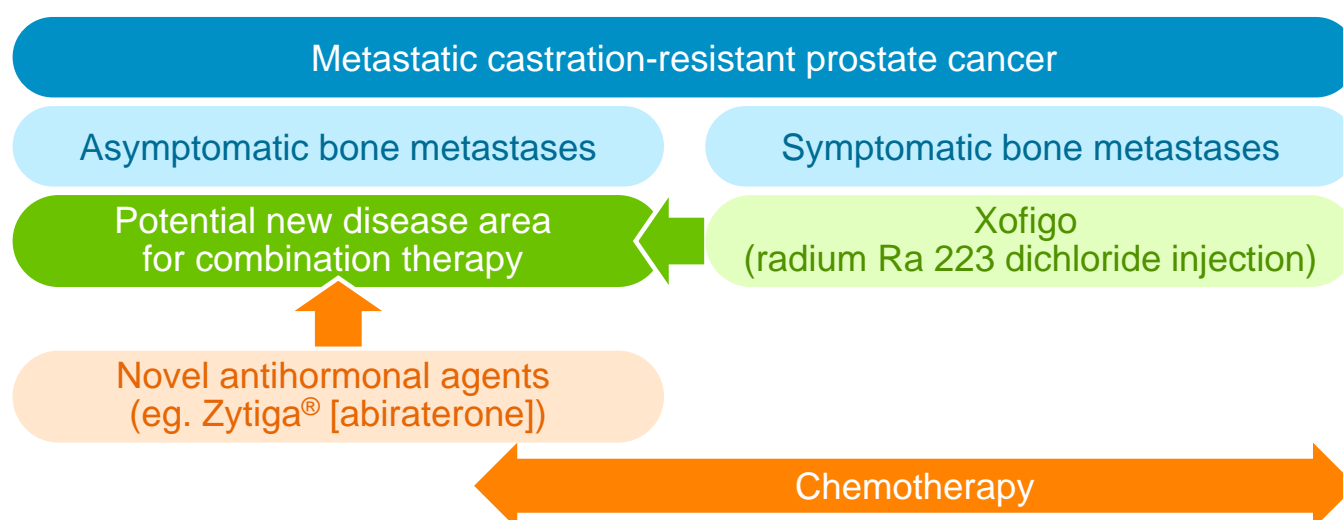 Metastatic castration-resistant prostate cancer
Asymptomatic bone metastases
Symptomatic bone metastases
Potential new disease area
for combination therapy
Xofigo
(radium Ra 223 dichloride injection)
Novel antihormonal agents
(eg. Zytiga® [abiraterone])
Chemotherapy